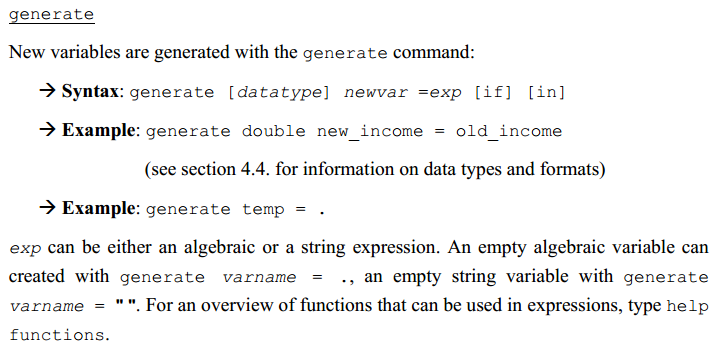 generate
New variables are generated with the generate command:
→ Syntax: generate [datatype] newvar =exp [if] [in]
→ Example: generate double new_income = old_income
(see section 4.4. for information on data types and formats)
→ Example: generate temp = .
exp can be either an algebraic or a string expression. An empty algebraic variable can
created with generate varname = ., an empty string variable with generate
varname = "". For an overview of functions that can be used in expressions, type help
functions.